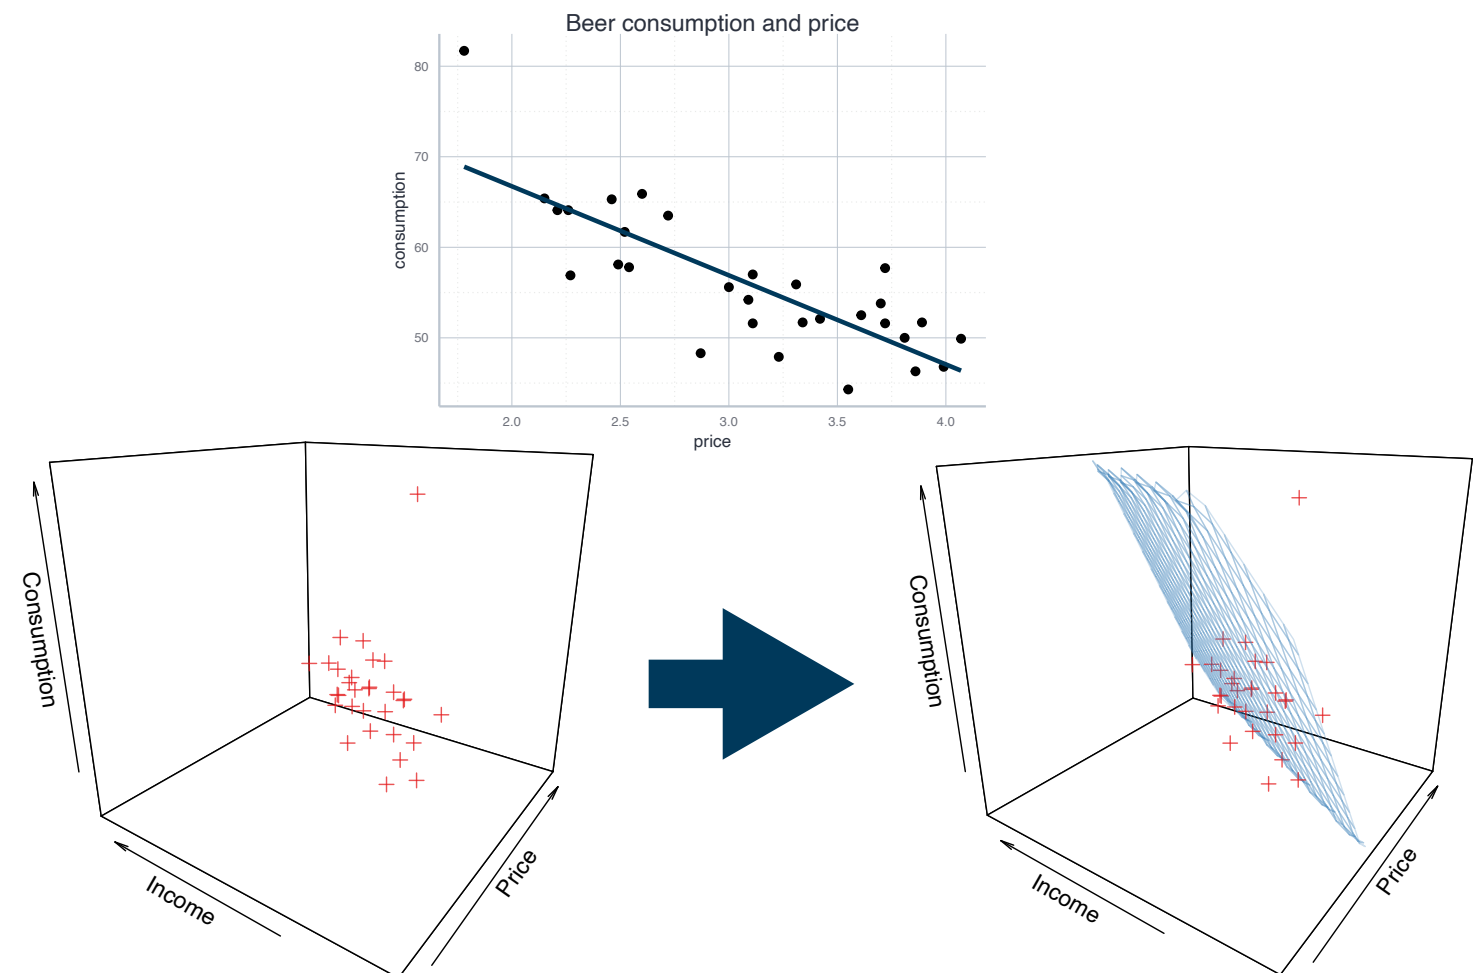 Beer consumption and price
80
70
60
50
consumption
2.0 2.5 3.0 3.5 4.0
price
Consumption
Income
Price
Consumption
Income
Price